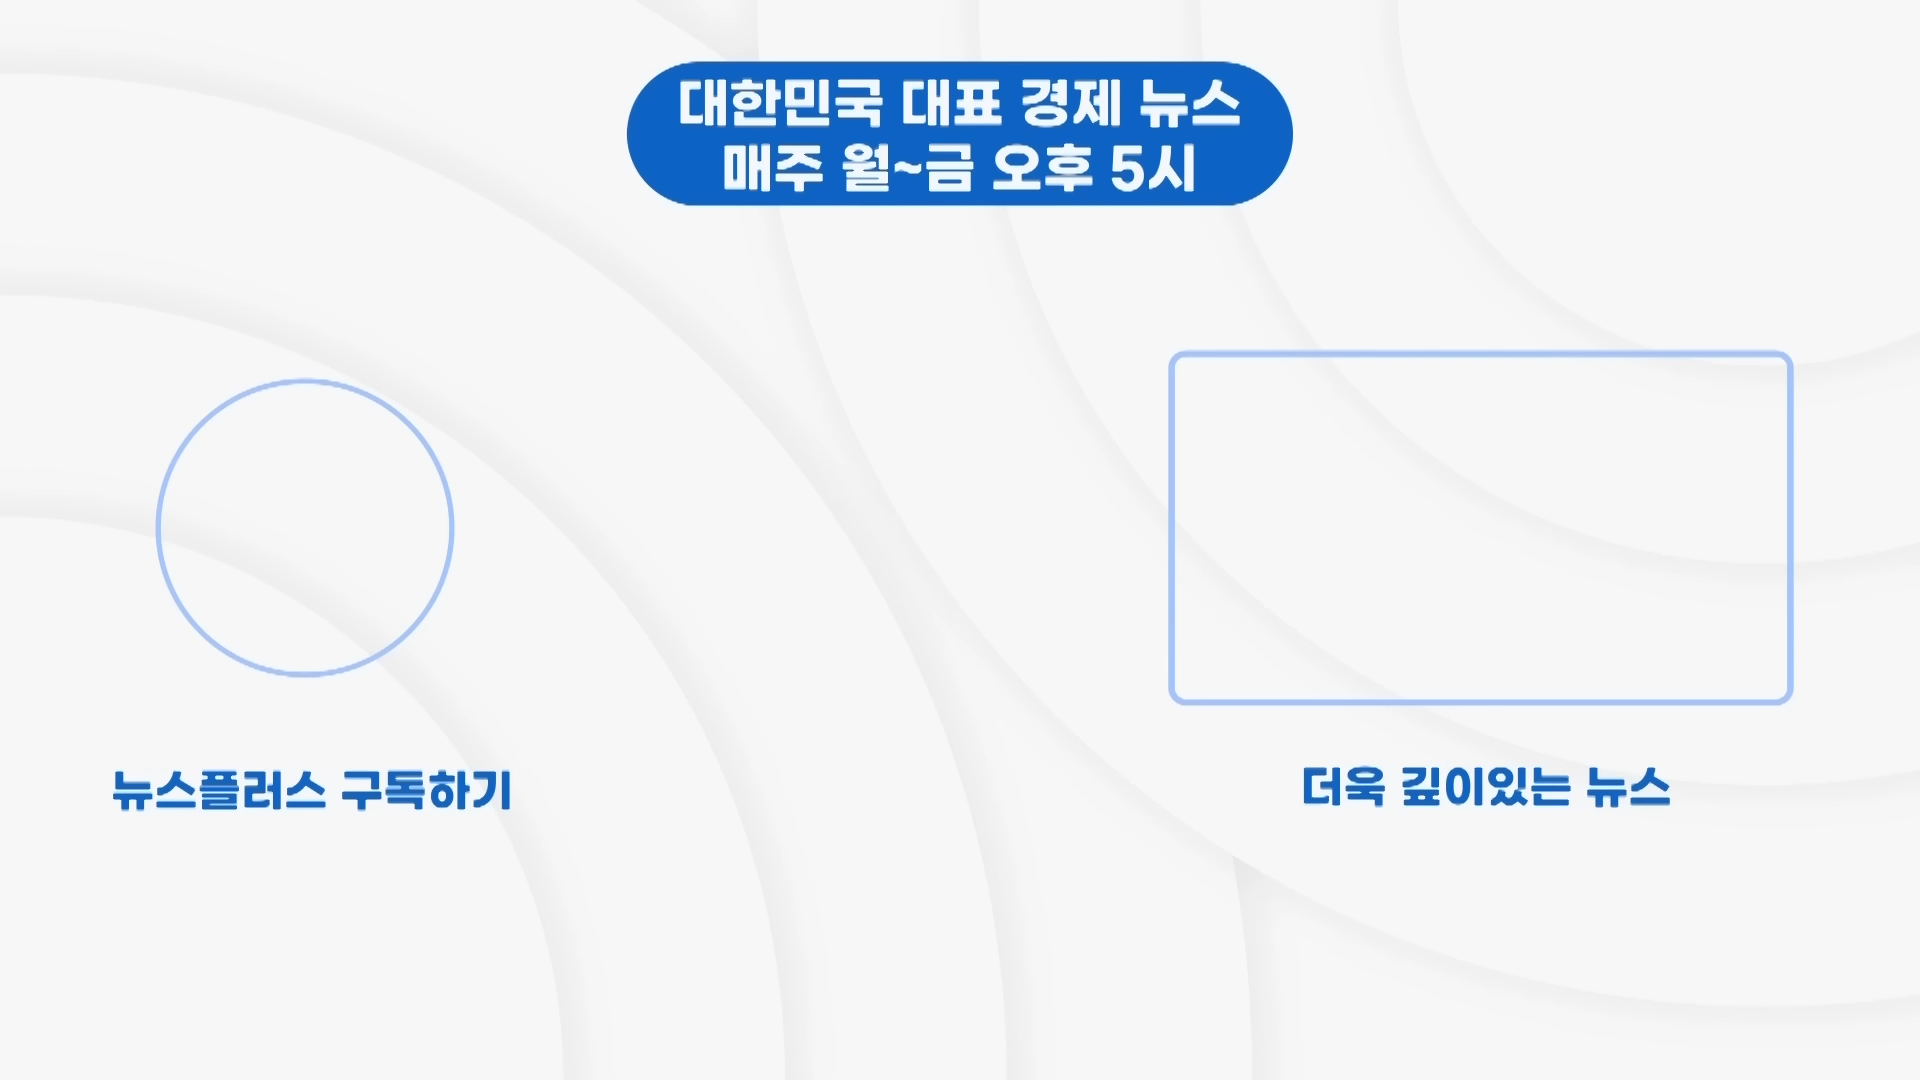 대한민국 대표 경제 뉴스
매주 월~금 오후 5시
뉴스플러스 구독하기
더욱 깊이있는 뉴스